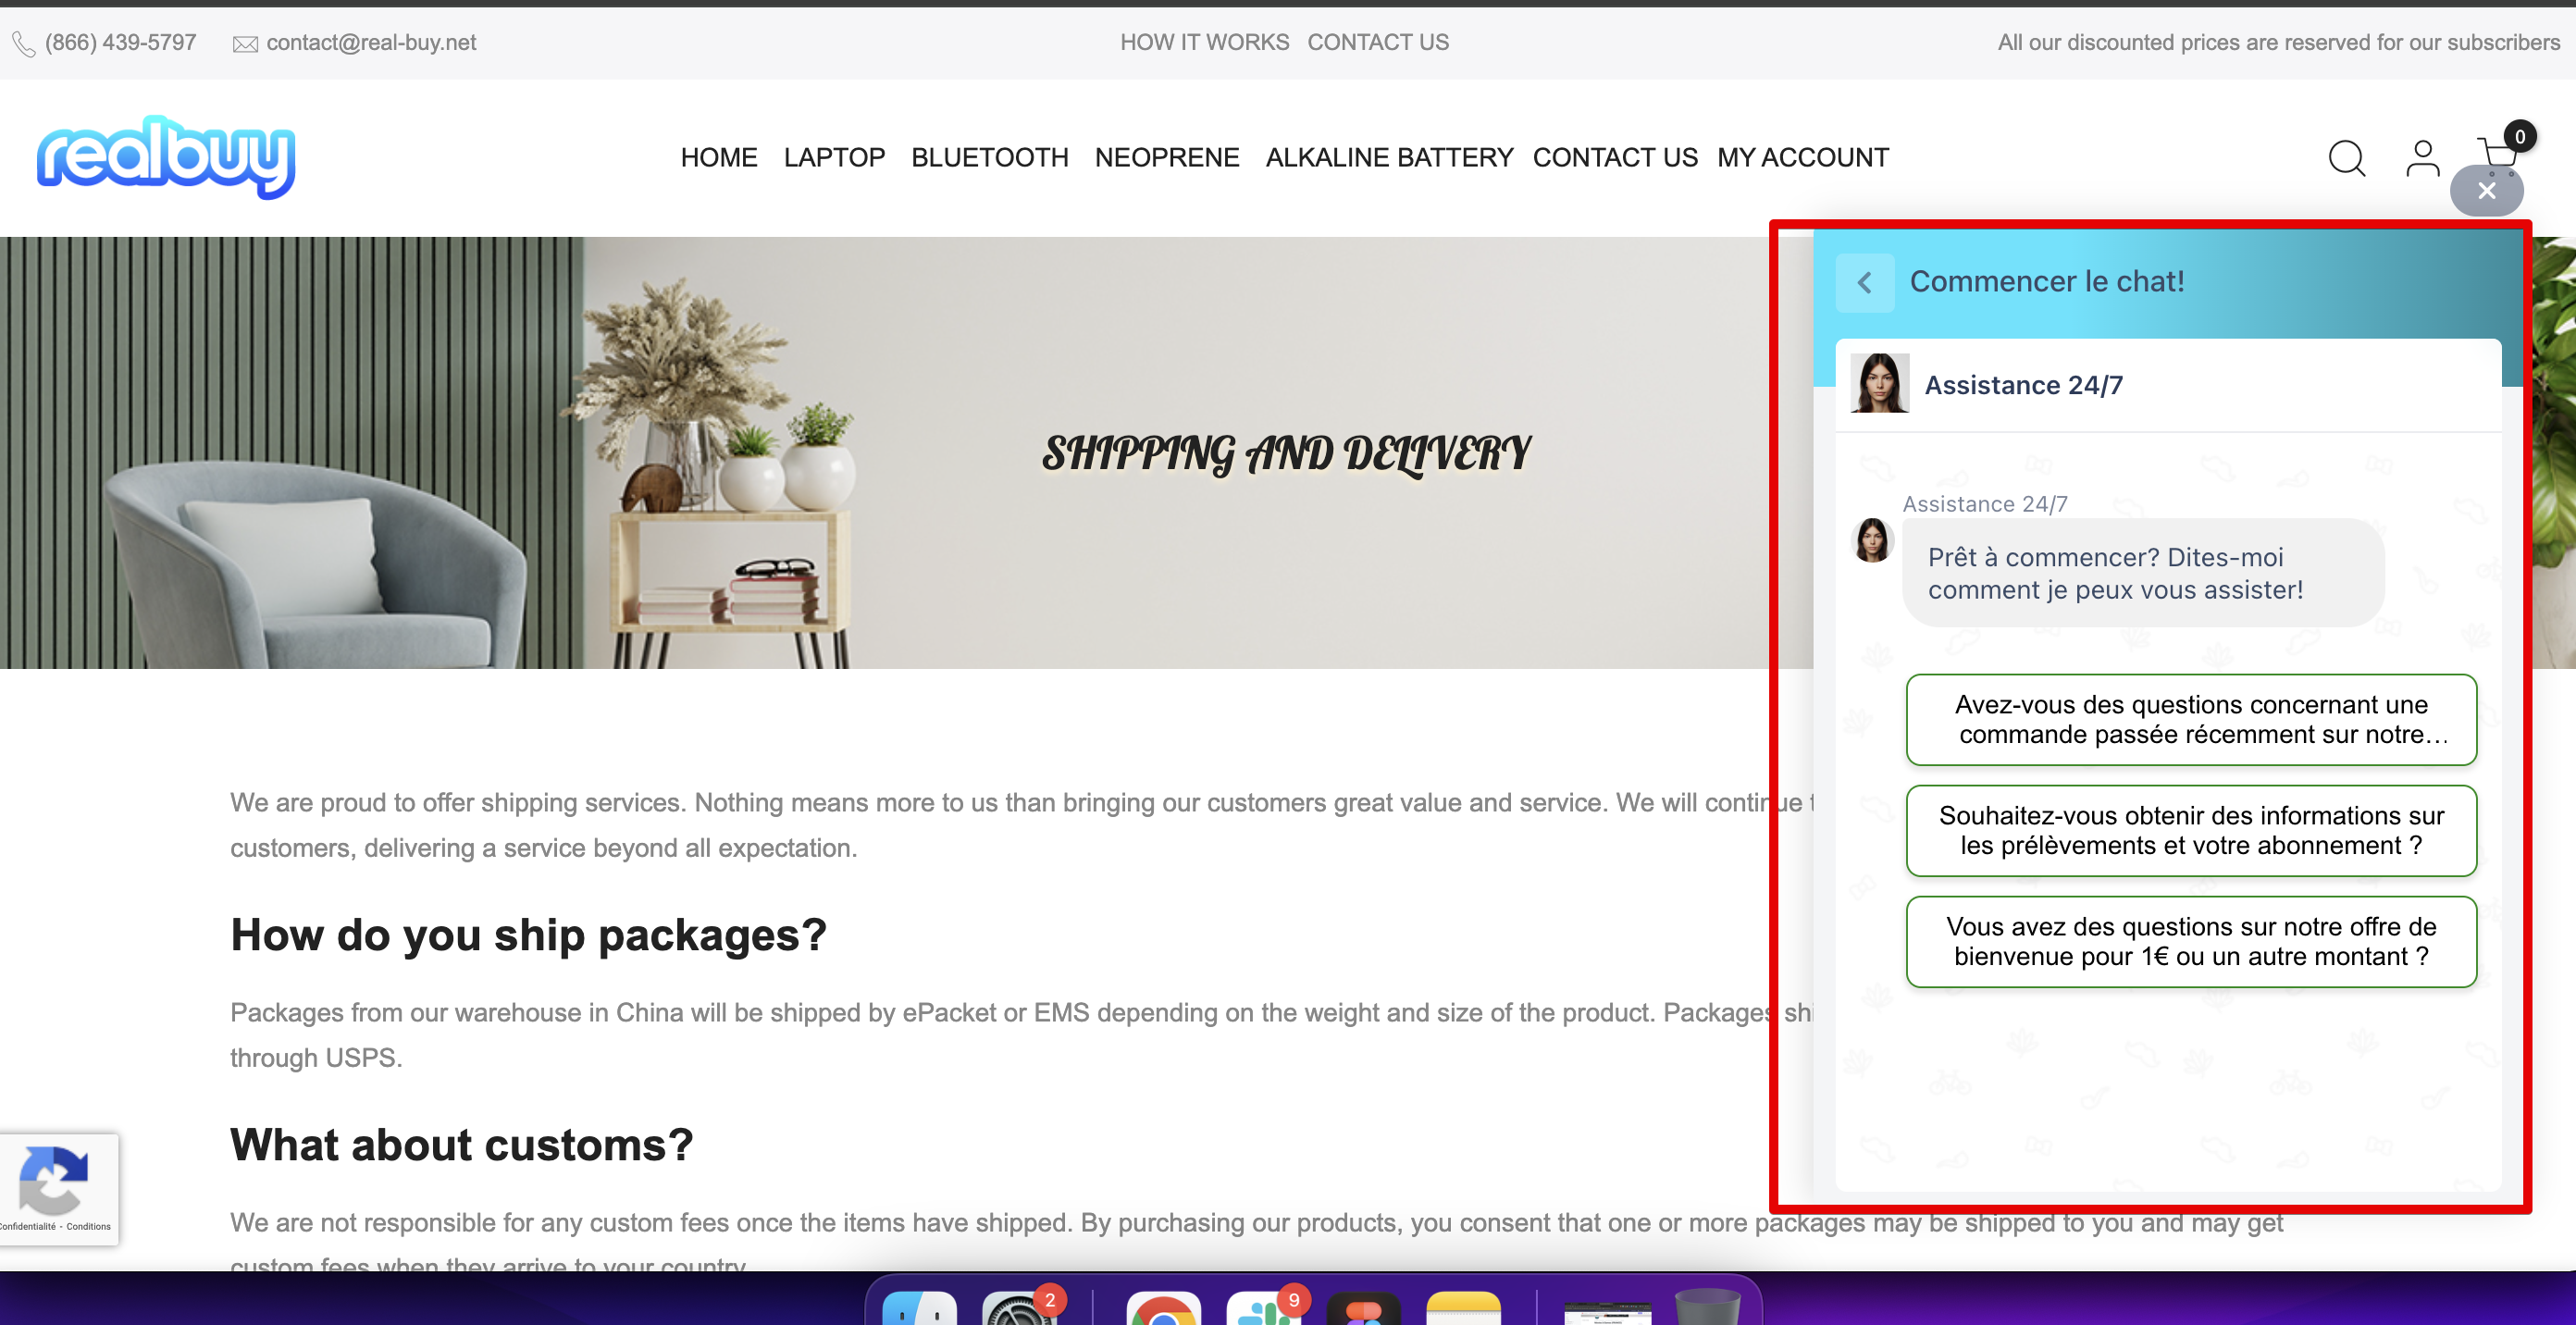 (866) 439-5797 contact@real-buy.net HOW IT WORKS CONTACT US All our discounted prices are reserved for our subscribers
realbuy
HOME LAPTOP BLUETOOTH NEOPRENE ALKALINE BATTERY CONTACT US MY ACCOUNT
0
SHIPPING AND DELIVERY
We are proud to offer shipping services. Nothing means more to us than bringing our customers great value and service. We will continue
customers, delivering a service beyond all expectation.
How do you ship packages?
Packages from our warehouse in China will be shipped by ePacket or EMS depending on the weight and size of the product. Packages
through USPS.
What about customs?
We are not responsible for any custom fees once the items have shipped. By purchasing our products, you consent that one or more packages may be shipped to you and may get
custom fees when they arrive to your country
Commencer le chat!
Assistance 24/7
Assistance 24/7
Prêt à commencer? Dites-moi
comment je peux vous assister!
Avez-vous des questions concernant une
commande passée récemment sur notre…
Souhaitez-vous obtenir des informations sur
les prélèvements et votre abonnement ?
Vous avez des questions sur notre offre de
bienvenue pour 1€ ou un autre montant ?
Confidentialité - Conditions
2
9